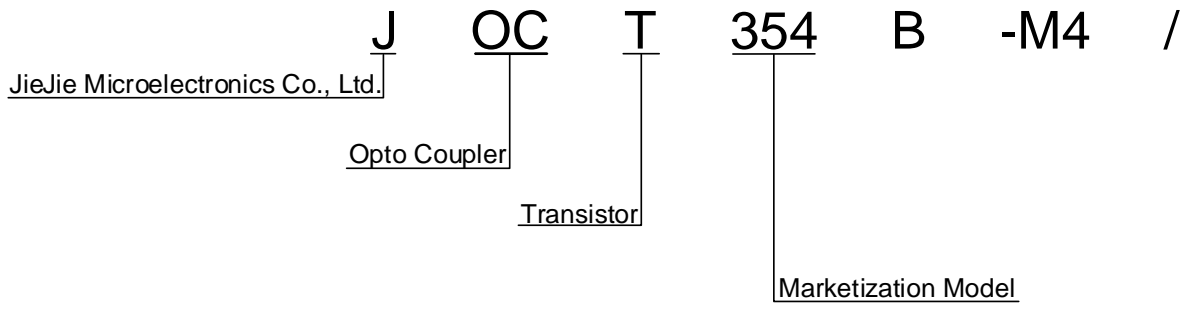 J OC T 354 B -M4 /
JieJie Microelectronics Co., Ltd.
Opto Coupler
Transistor
Marketization Model